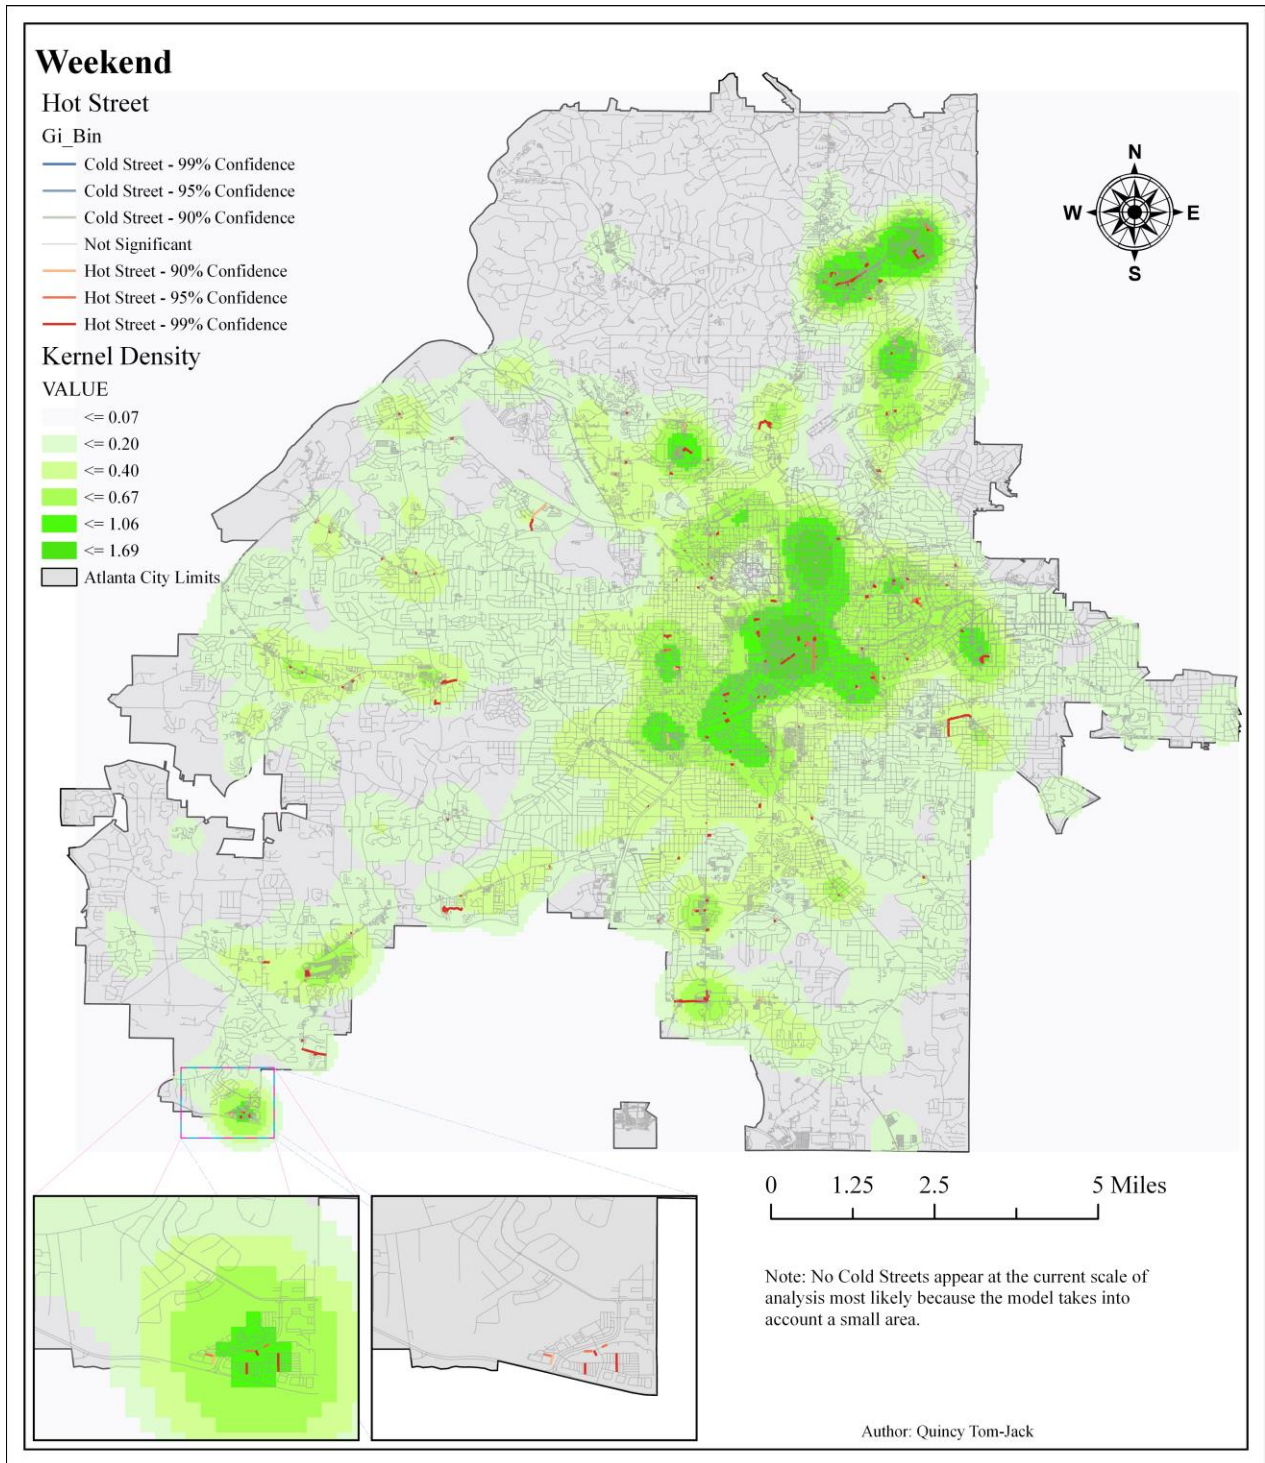 Weekend
Hot Street
Gi_Bin
Cold Street - 99% Confidence
Cold Street - 95% Confidence
Cold Street - 90% Confidence
Not Significant
Hot Street - 90% Confidence
Hot Street - 95% Confidence
Hot Street - 99% Confidence
Kernel Density
VALUE
<= 0.07
<= 0.20
<= 0.40
<= 0.67
<= 1.06
<= 1.69
Atlanta City Limits
N
W E
S
0 1.25 2.5 5 Miles
Note: No Cold Streets appear at the current scale of
analysis most likely because the model takes into
account a small area.
Author: Quincy Tom-Jack